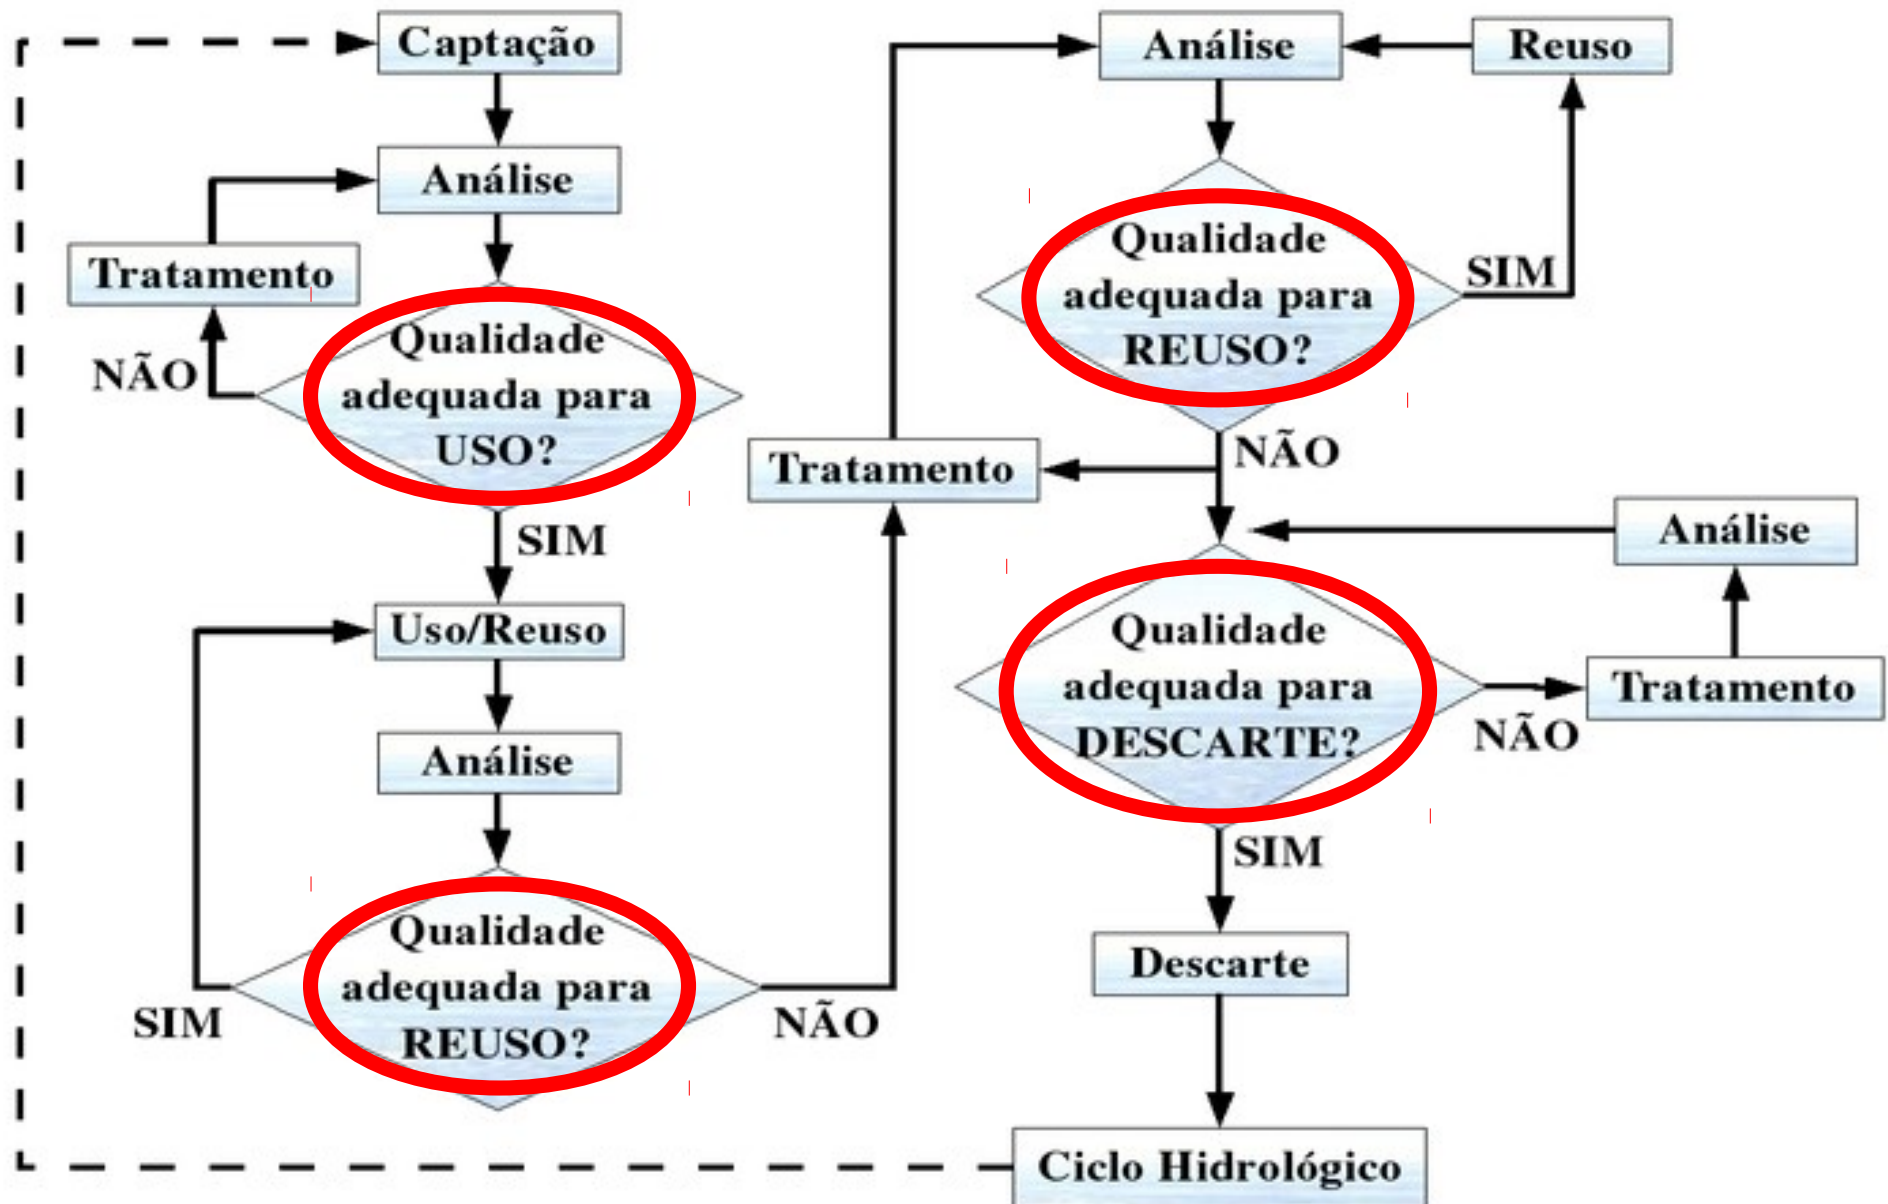 Captação
Análise
Tratamento
NÃO
Qualidade
adequada para
USO?
SIM
Uso/Reuso
Análise
Qualidade
adequada para
REUSO?
SIM
NÃO
Tratamento
Análise
Reuso
Qualidade
adequada para
REUSO?
SIM
NÃO
Análise
Tratamento
Qualidade
adequada para
DESCARTE?
NÃO
SIM
Descarte
Ciclo Hidrológico